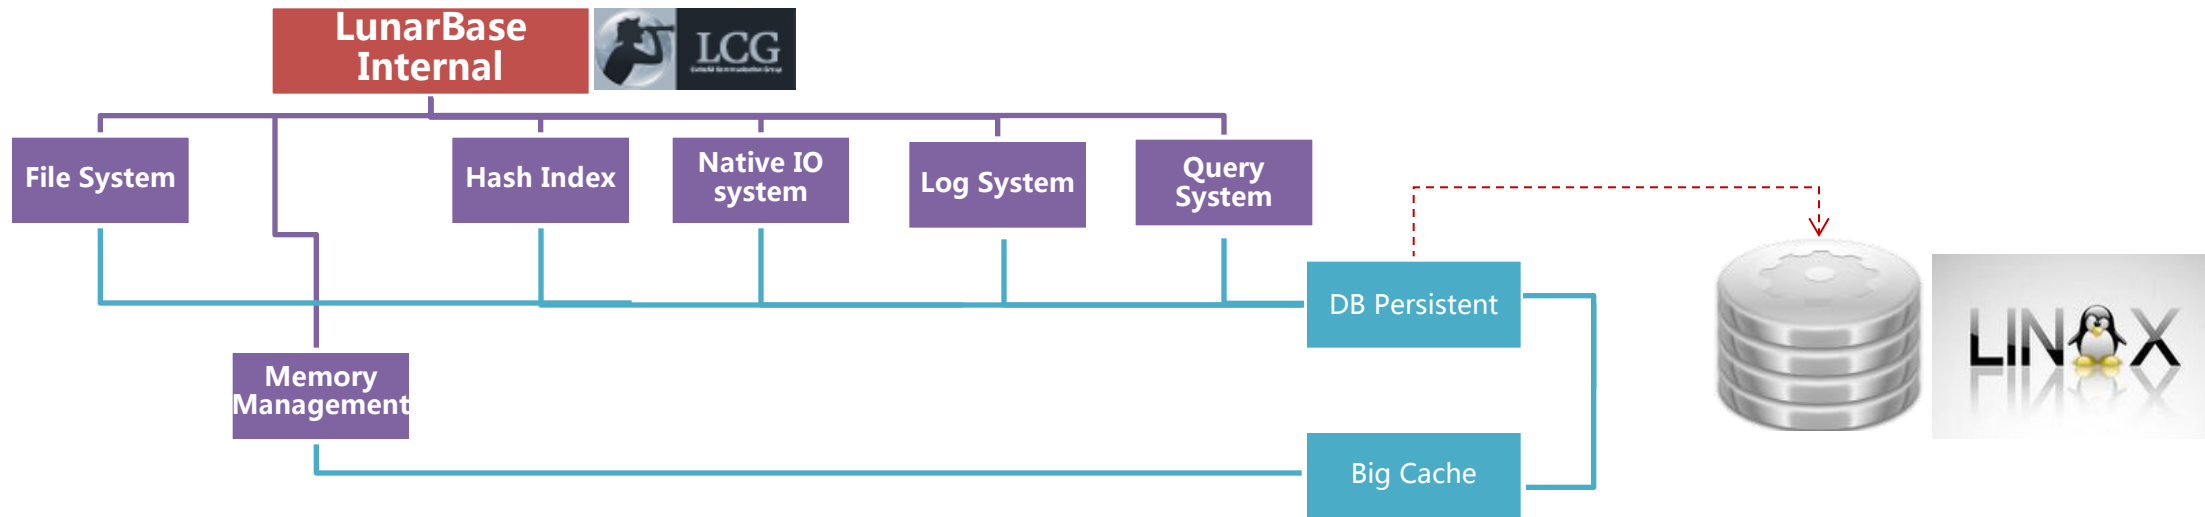 LunarBase
Internal
LCG
File System
Hash Index
Native IO
system
Log System
Query
System
DB Persistent
LINUX
Memory
Management
Big Cache